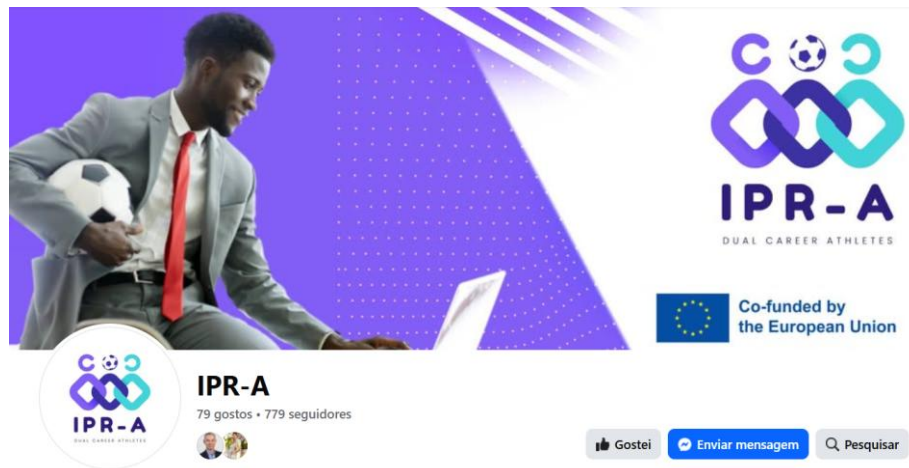 IPR-A
DUAL CAREER ATHLETES
Co-funded by
the European Union
IPR-A
DUAL CAREER ATHLETES
IPR-A
79 gostos • 779 seguidores
Gostei
Enviar mensagem
Pesquisar